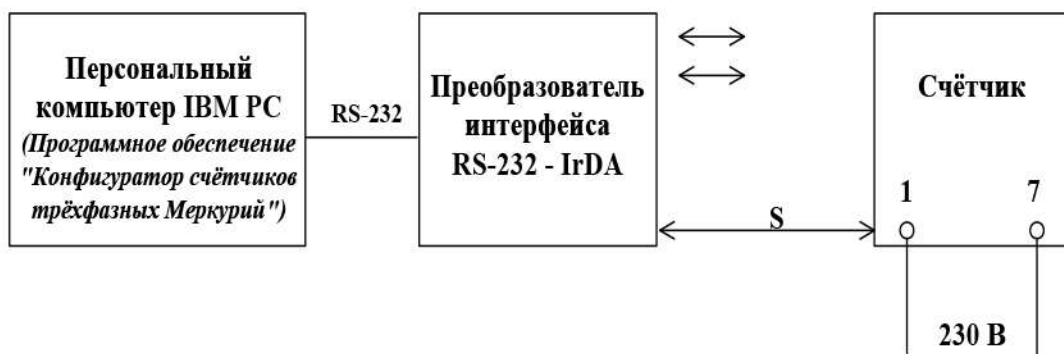 Персональный
компьютер IBM PC
(Программное обеспечение
"Конфигуратор счётчиков
трёхфазных Меркурий")
RS-232
Преобразователь
интерфейса
RS-232 - IrDA
S
Счётчик
1 7
230 В